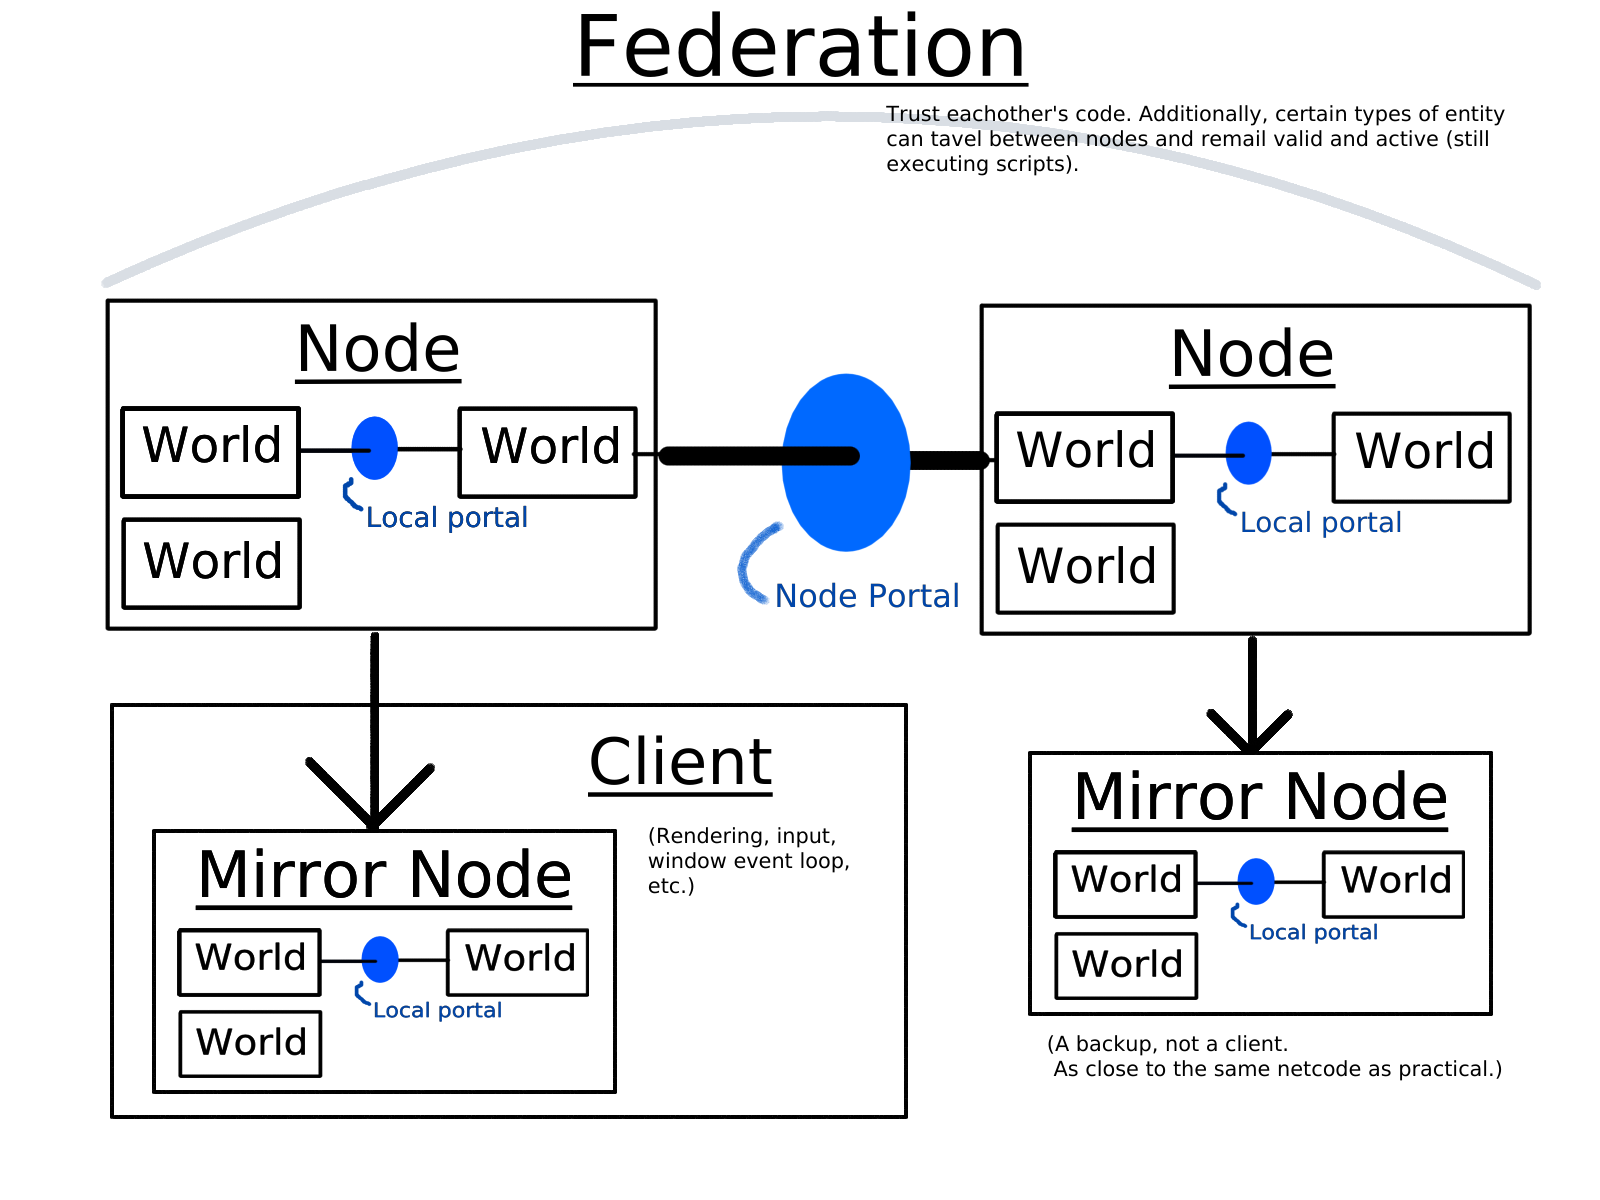 Federation
Trust eachother's code. Additionally, certain types of entity
can tavel between nodes and remail valid and active (still
executing scripts).
Node
World
World
Local portal
World
Node Portal
Node
World
World
Local portal
World
Client
(Rendering, input,
window event loop,
etc.)
Mirror Node
World
World
Local portal
World
Mirror Node
World
World
Local portal
World
(A backup, not a client.
As close to the same netcode as practical.)